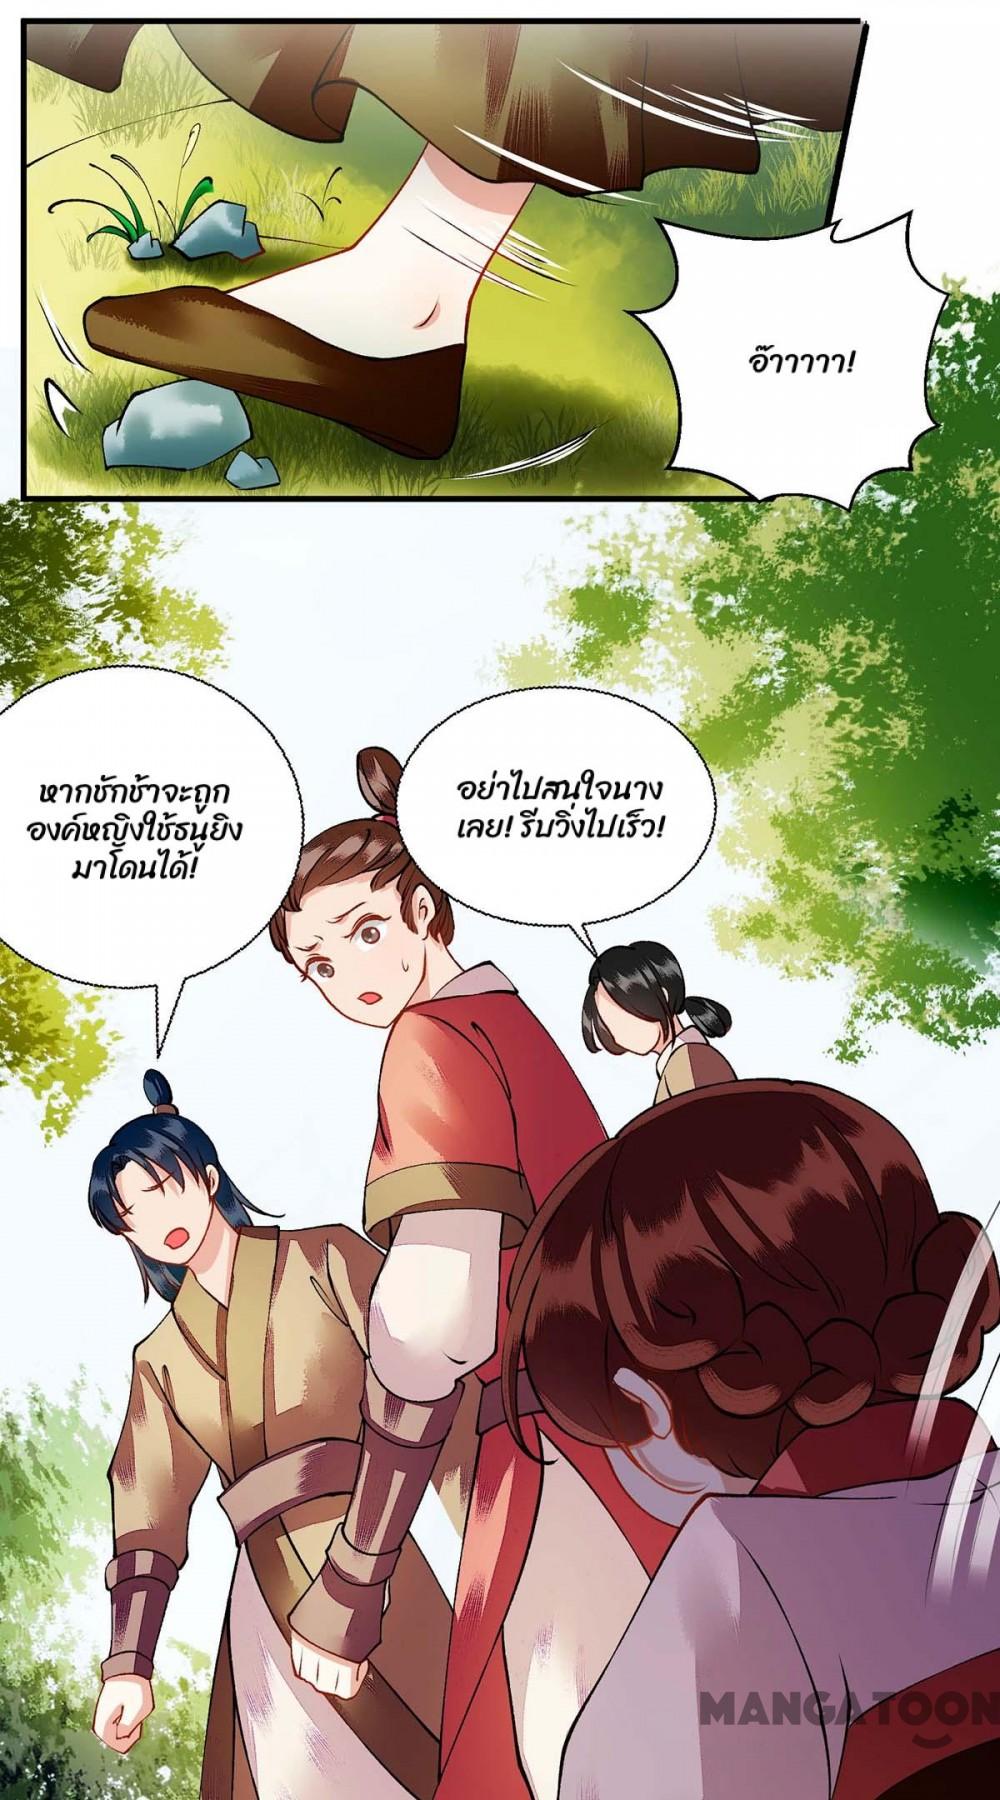 อ๊าาาาา!
อย่าไปสนใจนาง
เลย! รีบวิ่งไปเร็ว!
หากชักช้าจะถูก
องค์หญิงใช้ธนูยิง
มาโดนได้!
MANGATOON